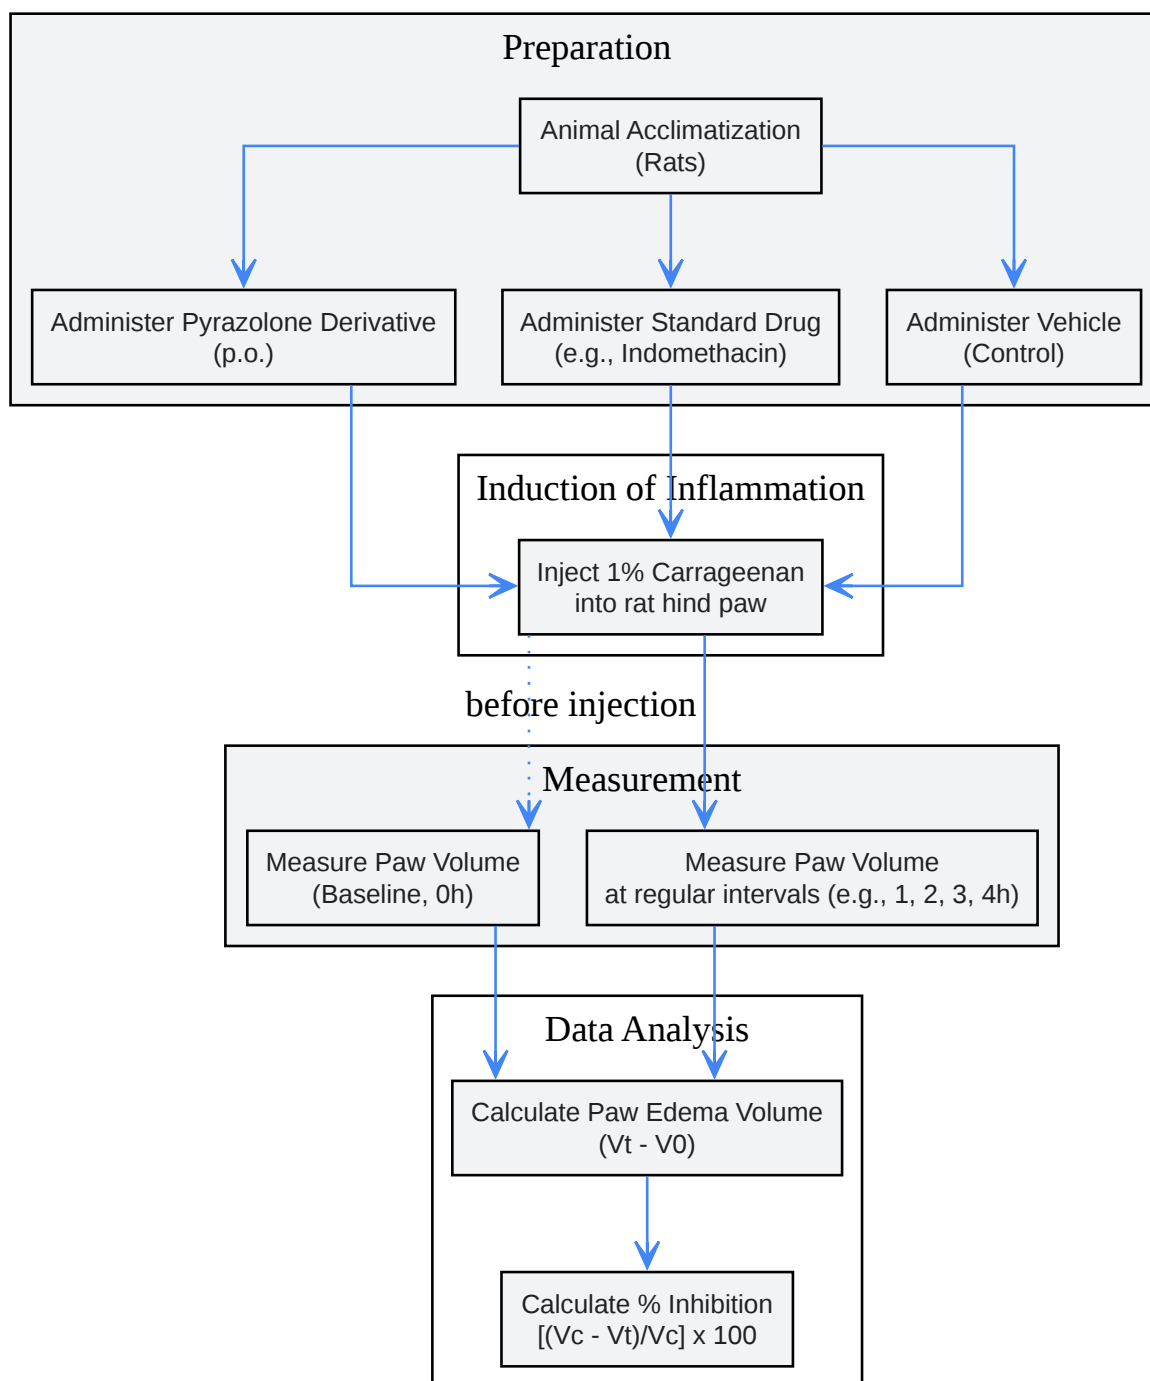 Preparation
Animal Acclimatization
(Rats)
Administer Pyrazolone Derivative
(p.o.)
Administer Standard Drug
(e.g., Indomethacin)
Administer Vehicle
(Control)
Induction of Inflammation
Inject 1% Carrageenan
into rat hind paw
before injection
Measurement
Measure Paw Volume
(Baseline, 0h)
Measure Paw Volume
at regular intervals (e.g., 1, 2, 3, 4h)
Data Analysis
Calculate Paw Edema Volume
(Vt - V0)
Calculate % Inhibition
[(Vc - Vt)/Vc] x 100